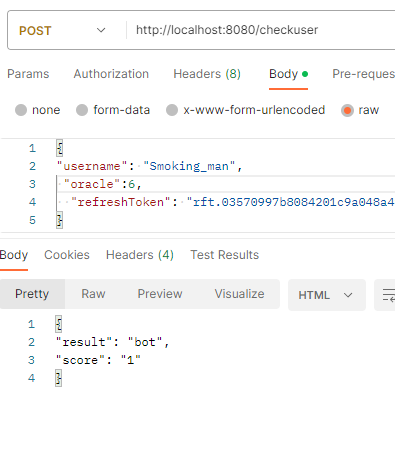 POST http://localhost:8080/checkuser
Params Authorization Headers (8) Body Pre-reques
none form-data x-www-form-urlencoded raw
1 {
2 "username": "Smoking_man",
3 "oracle":6,
4 "refreshToken": "rft.03570997b8084201c9a048a4
5 }
Body Cookies Headers (4) Test Results
Pretty Raw Preview Visualize HTML
1 {
2 "result": "bot",
3 "score": "1"
4 }